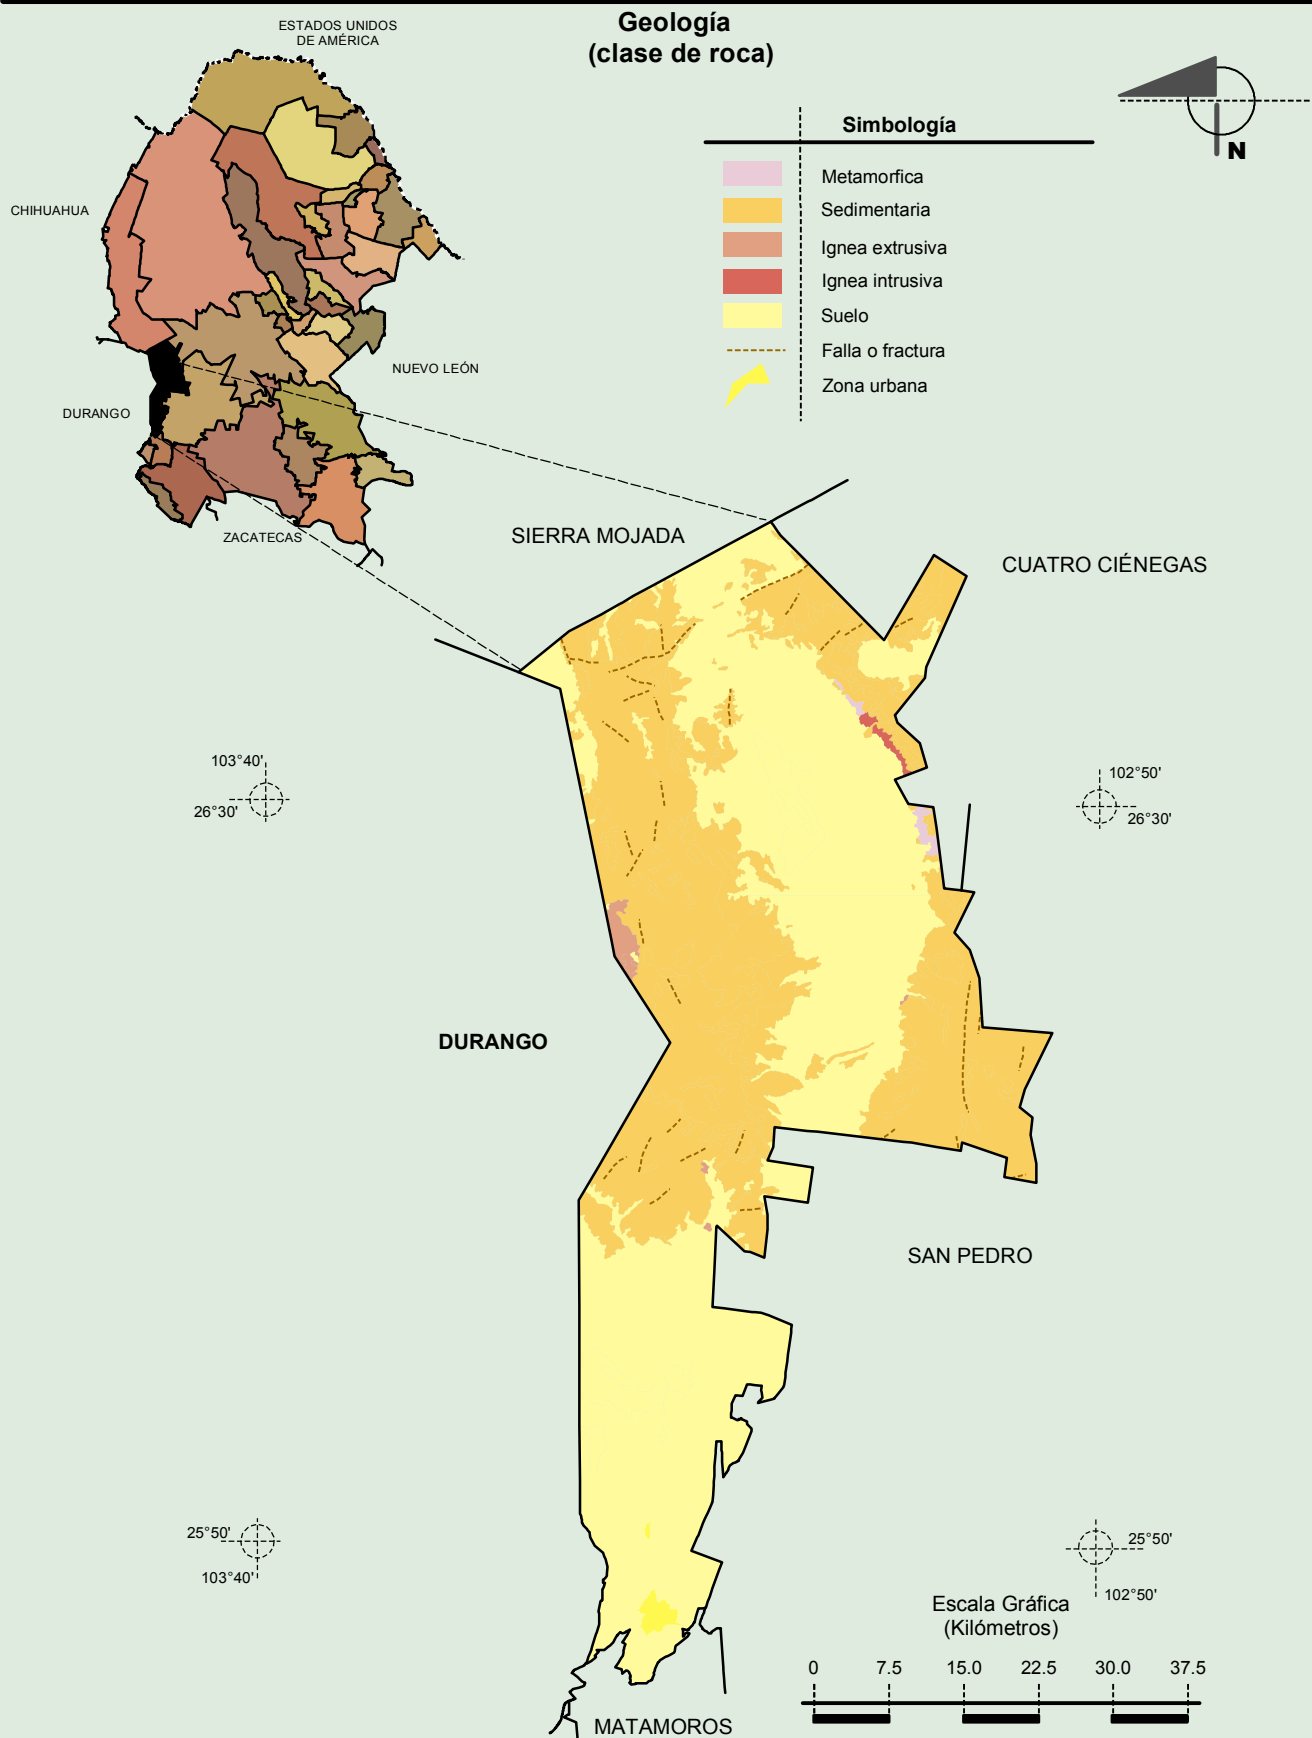 Geología
(clase de roca)
ESTADOS UNIDOS
DE AMÉRICA
N
Simbología
Metamorfica
Sedimentaria
Ignea extrusiva
Ignea intrusiva
Suelo
Falla o fractura
Zona urbana
CHIHUAHUA
NUEVO LEÓN
DURANGO
ZACATECAS
SIERRA MOJADA
CUATRO CIÉNEGAS
103°40'
26°30'
102°50'
26°30'
DURANGO
SAN PEDRO
25°50'
103°40'
25°50'
102°50'
Escala Gráfica
(Kilómetros)
0 7.5 15.0 22.5 30.0 37.5
MATAMOROS